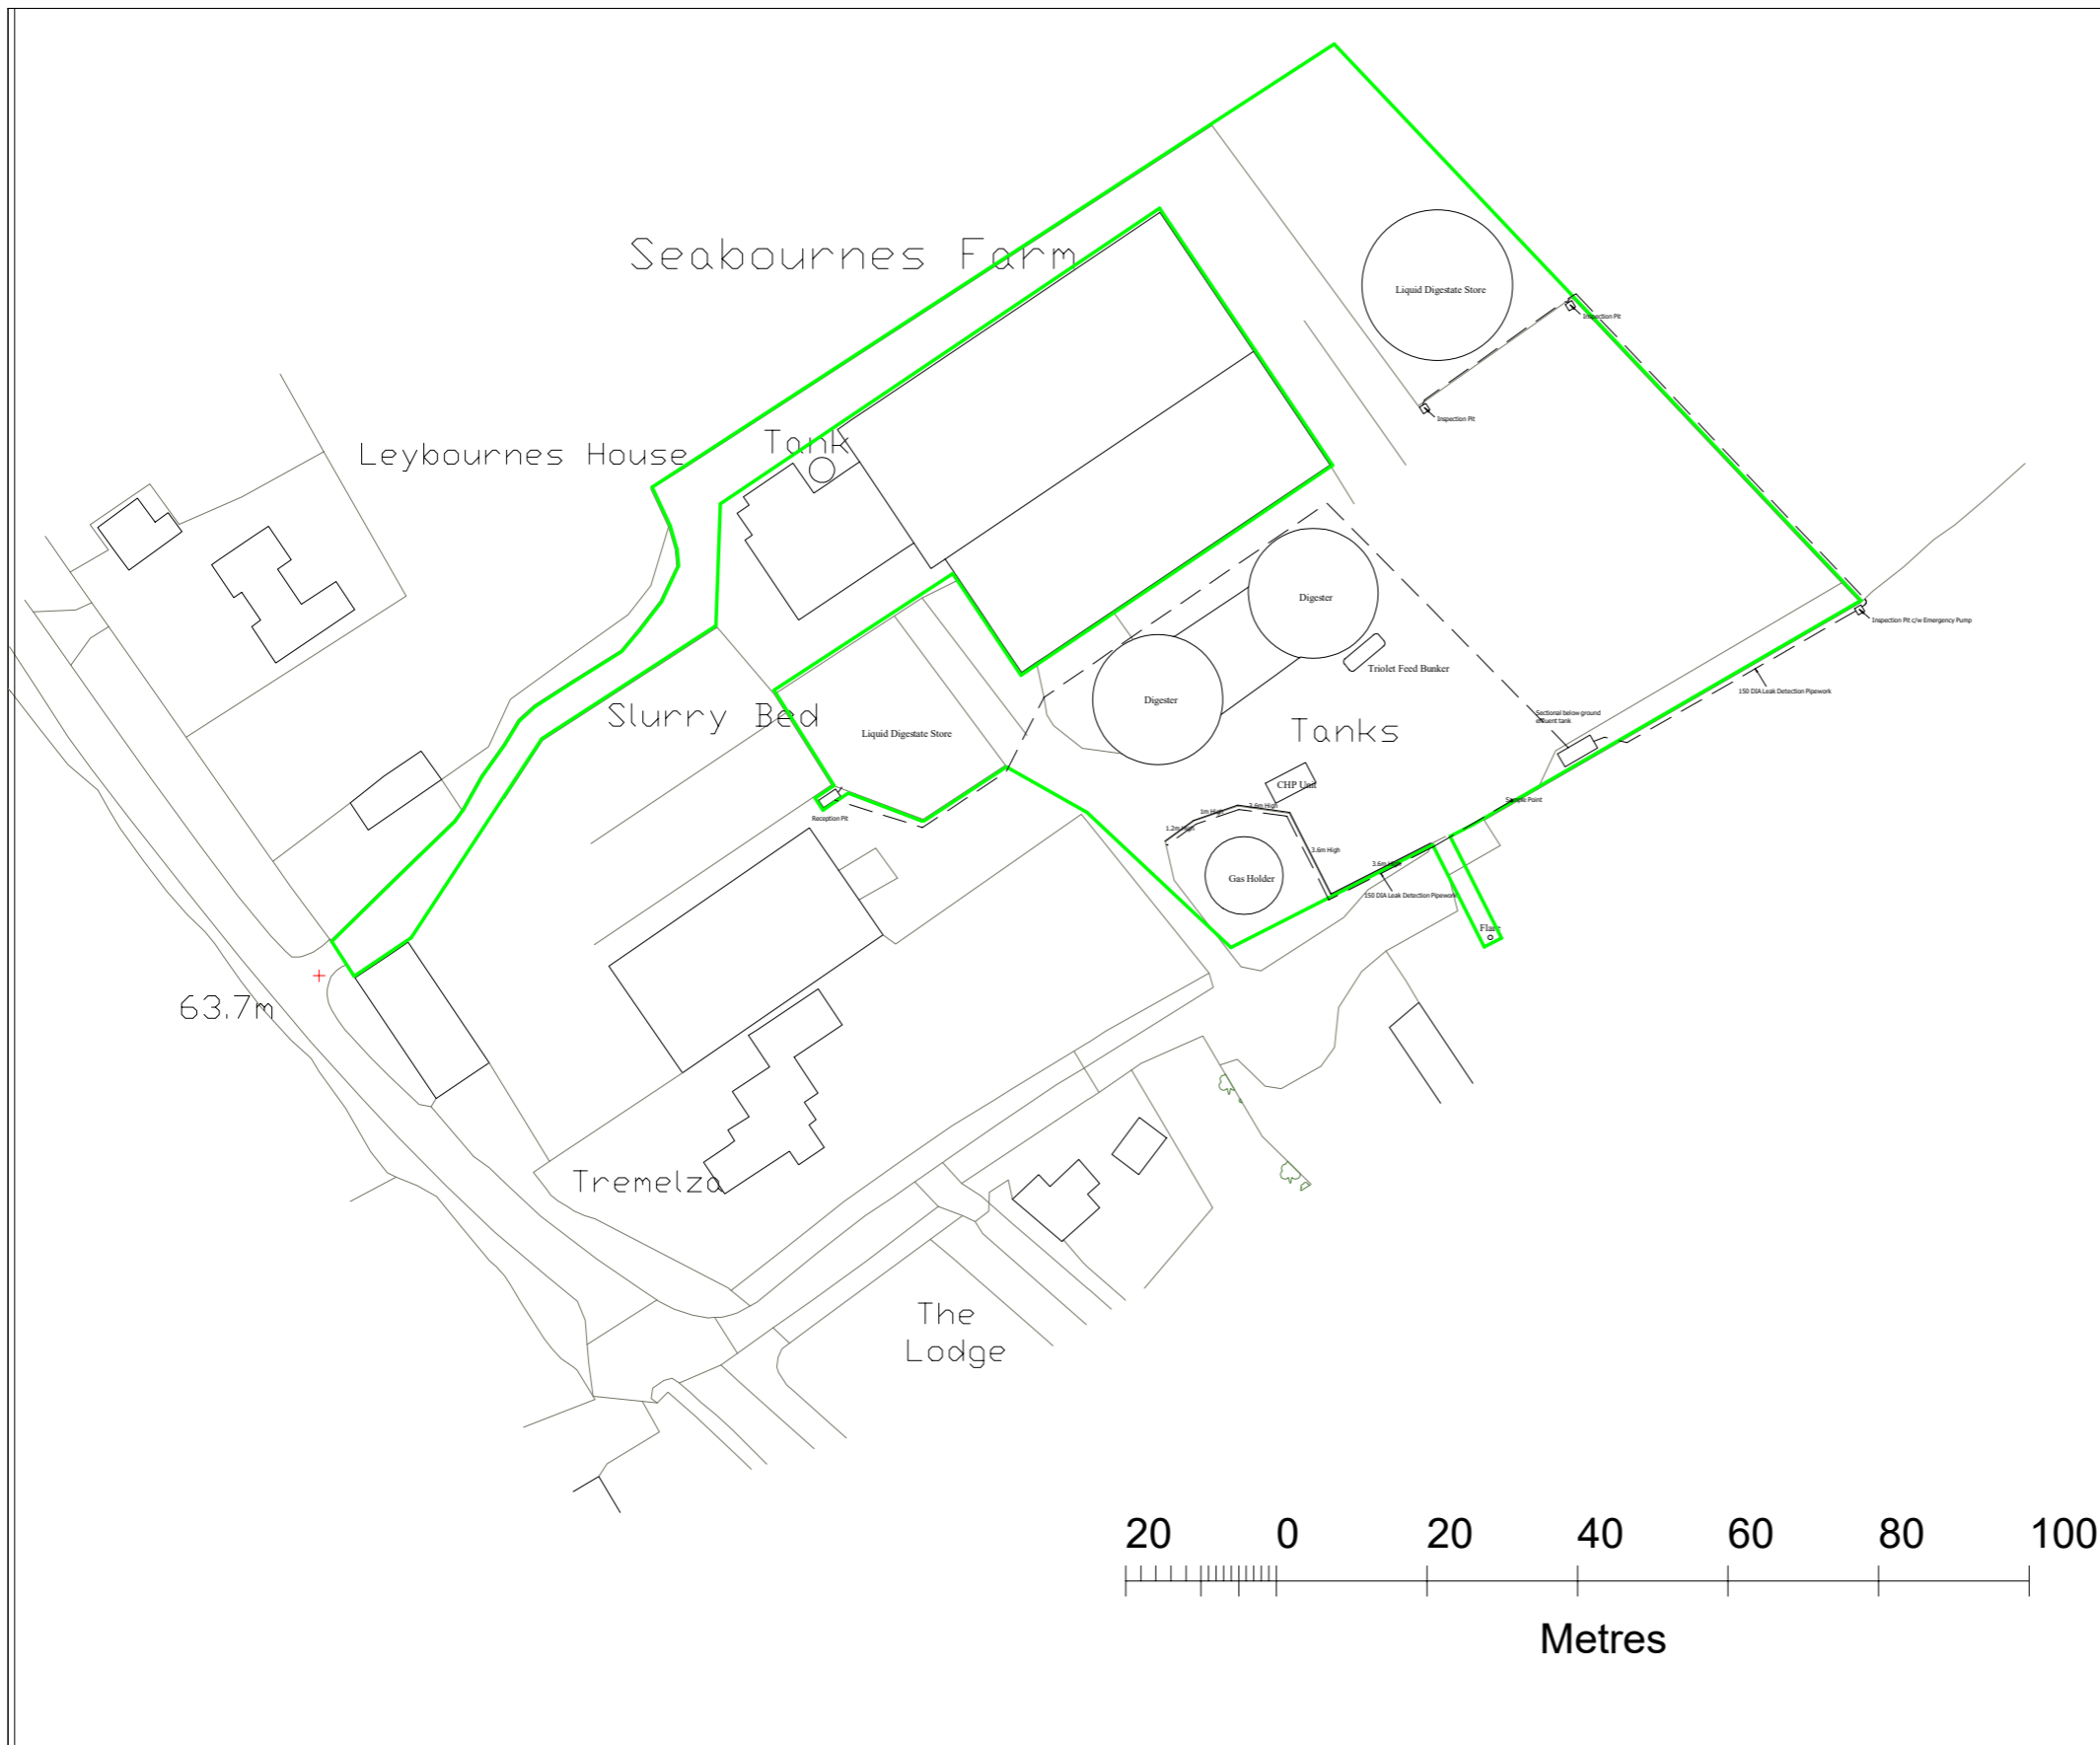 Seabournes Farm
Liquid Digestate Store
Inspection Pit
Inspection Pit
Leybournes House
Tank
Digester
Inspection Pit c/w Emergency Pump
Triolet Feed Bunker
150 DIA Leak Detection Pipework
Digester
Slurry Bed
Sectional below ground
effluent tank
Liquid Digestate Store
Tanks
CHP Unit
Sample Point
3.6m High
1m High
Reception Pit
1.2m High
3.6m High
3.6m High
Gas Holder
150 DIA Leak Detection Pipework
Flare
63.7m
Tremelza
The
Lodge
20 0 20 40 60 80 100
Metres